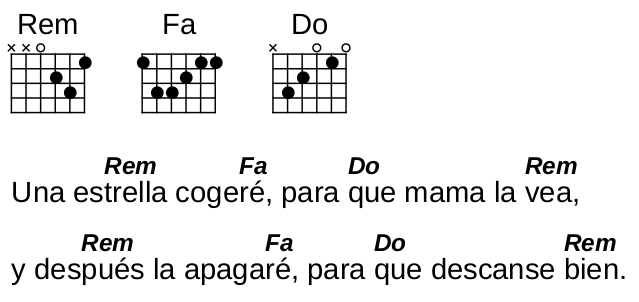 Rem Fa Do
Rem Fa Do Rem
Una estrella cogeré, para que mama la vea,
Rem Fa Do Rem
y después la apagaré, para que descanse bien.